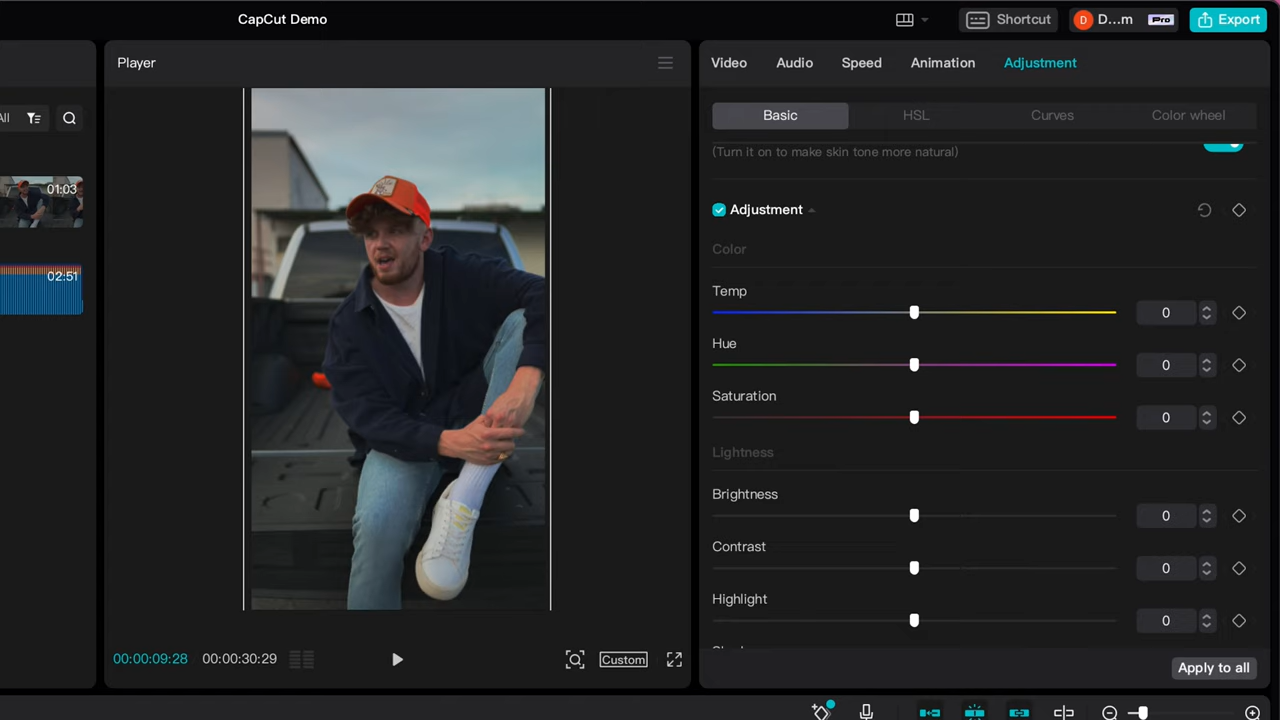 CapCut Demo
Shortcut
D D...m Pro
Export
Player
Video Audio Speed Animation Adjustment
All
Basic HSL Curves Color wheel
(Turn it on to make skin tone more natural)
01:03
Adjustment
Color
02:51
Temp
0
Hue
0
Saturation
0
Lightness
Brightness
0
Contrast
0
Highlight
0
00:00:09:28 00:00:30:29
Custom
Apply to all